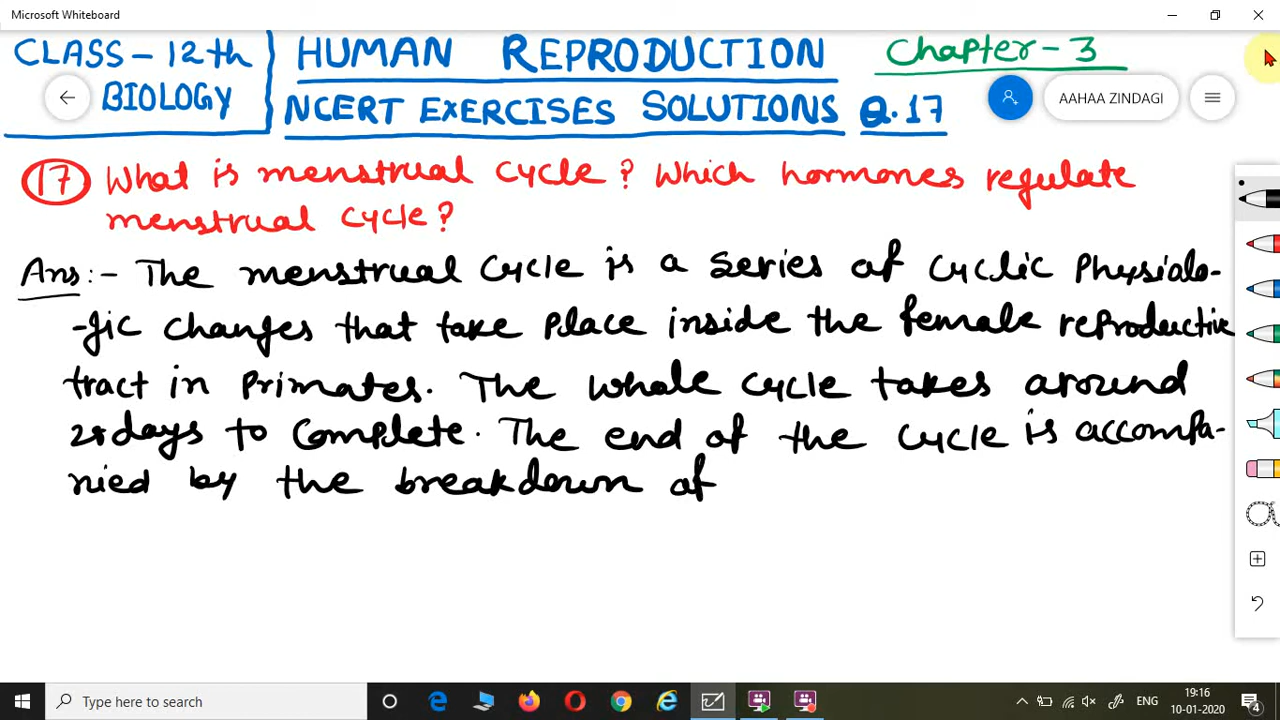 Microsoft Whiteboard
CLASS - 12th
BIOLOGY
HUMAN REPRODUCTION
Chapter - 3
NCERT EXERCISES SOLUTIONS Q.17
AAHAA ZINDAGI
17 What is menstrual cycle? Which hormones regulate
menstrual cycle?
Ans:- The menstrual cycle is a series of cyclic Physialo-
-gic changes that take place inside the female reproductive
tract in primates. The whole cycle takes around
28days to complete. The end of the cycle is accompa-
nied by the breakdown of
Type here to search
ENG
19:16
10-01-2020
4